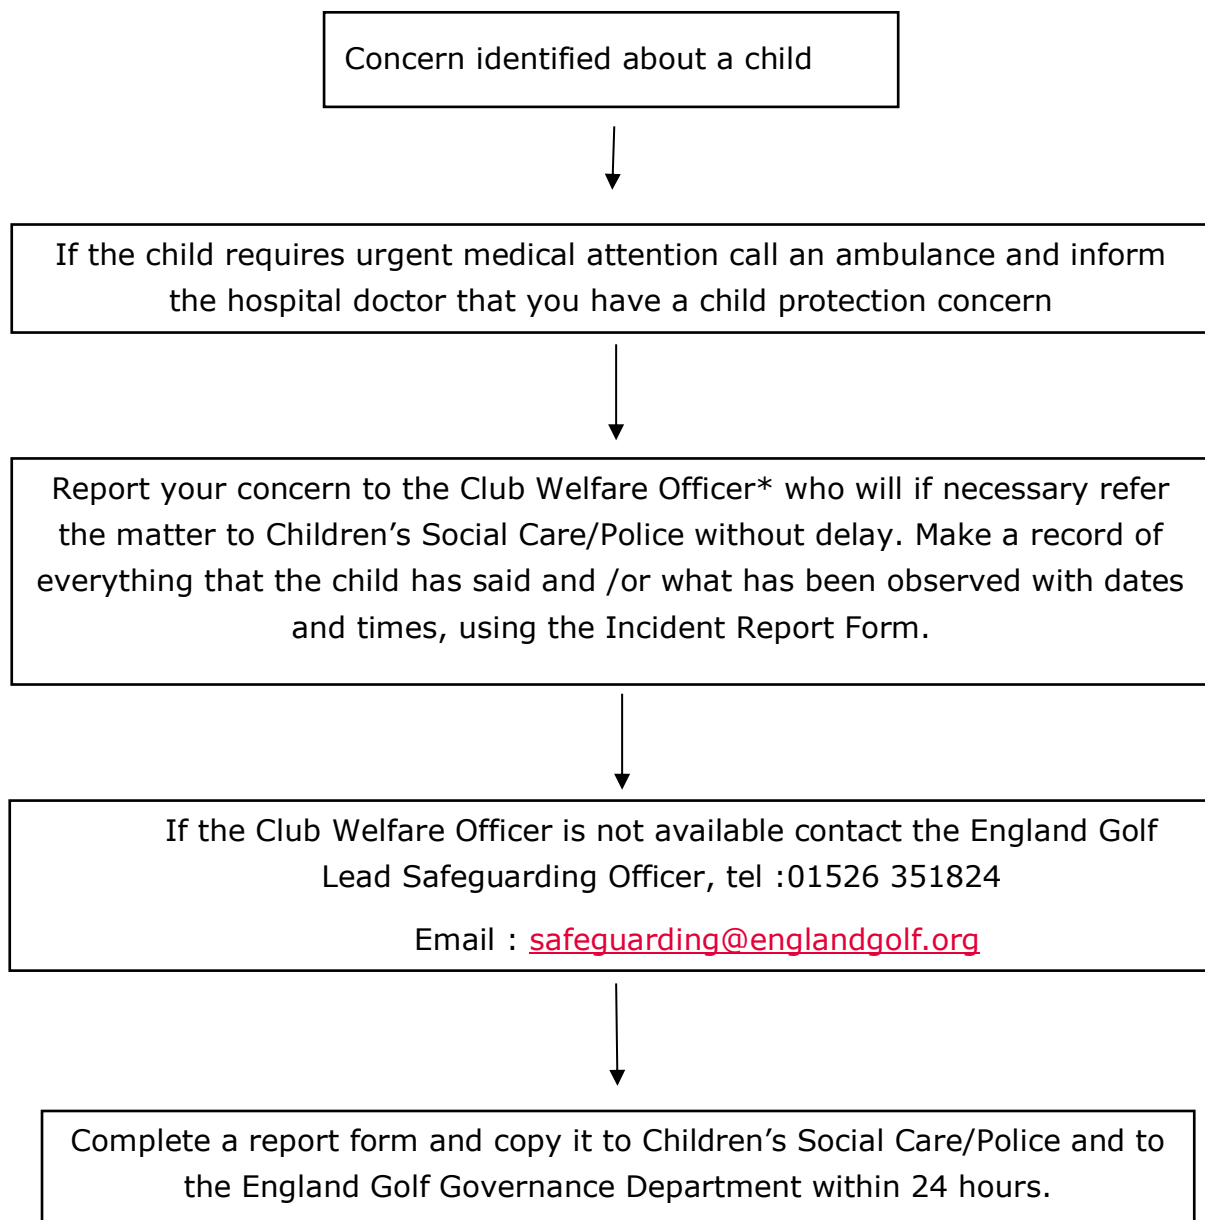 Concern identified about a child
If the child requires urgent medical attention call an ambulance and inform
the hospital doctor that you have a child protection concern
Report your concern to the Club Welfare Officer* who will if necessary refer
the matter to Children’s Social Care/Police without delay. Make a record of
everything that the child has said and /or what has been observed with dates
and times, using the Incident Report Form.
If the Club Welfare Officer is not available contact the England Golf
Lead Safeguarding Officer, tel :01526 351824
Email : safeguarding@englandgolf.org
Complete a report form and copy it to Children’s Social Care/Police and to
the England Golf Governance Department within 24 hours.